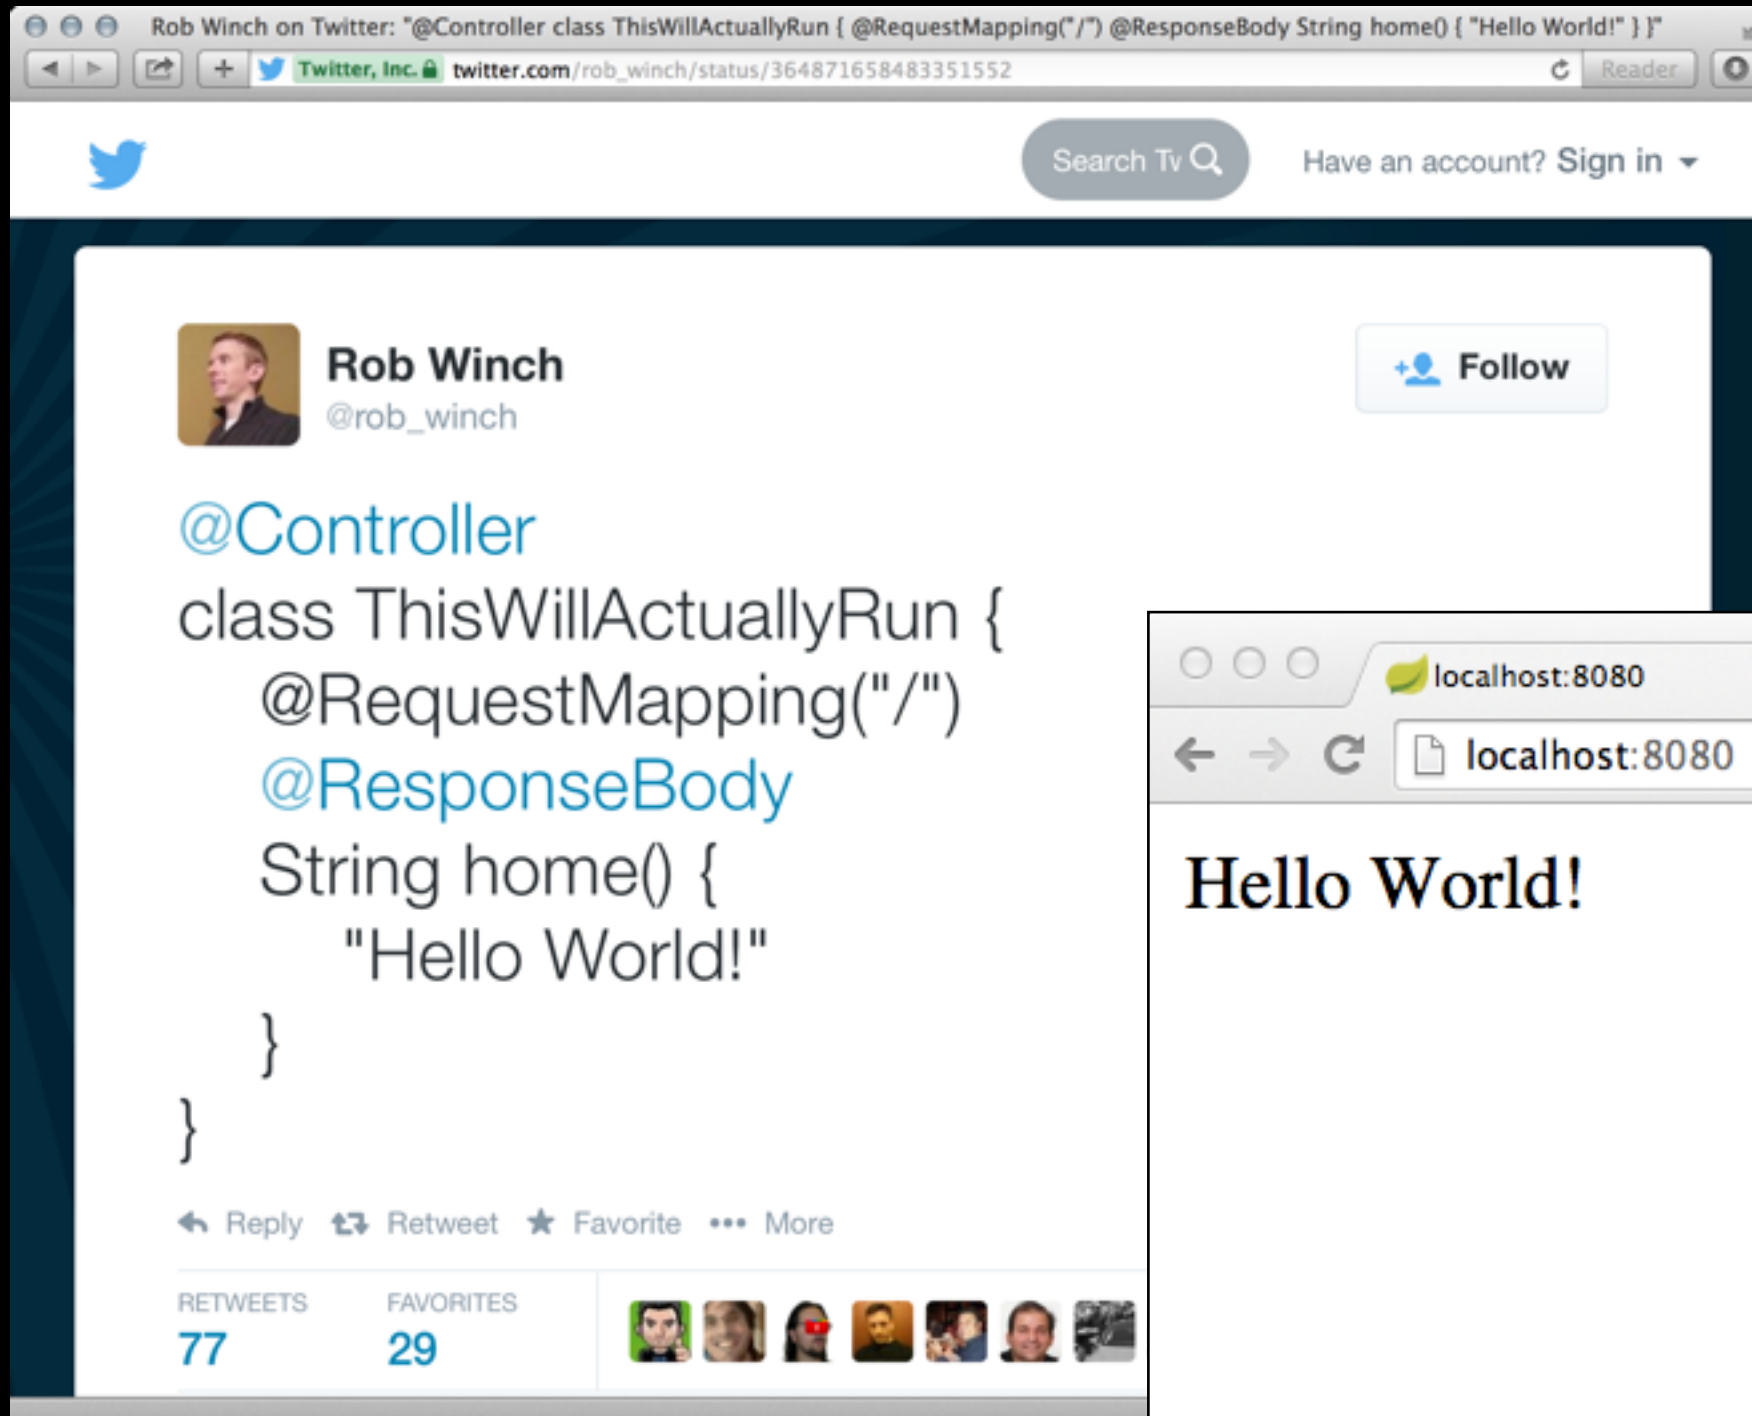 Rob Winch on Twitter: "@Controller class ThisWillActuallyRun { @RequestMapping("/") @ResponseBody String home() { "Hello World!" } }"
Twitter, Inc. twitter.com/rob_winch/status/364871658483351552 Reader
Search Tv
Have an account? Sign in
Rob Winch
@rob_winch
Follow
@Controller
class ThisWillActuallyRun {
@RequestMapping("/")
@ResponseBody
String home() {
"Hello World!"
}
}
Reply Retweet Favorite More
RETWEETS FAVORITES
77 29
localhost:8080
localhost:8080
Hello World!